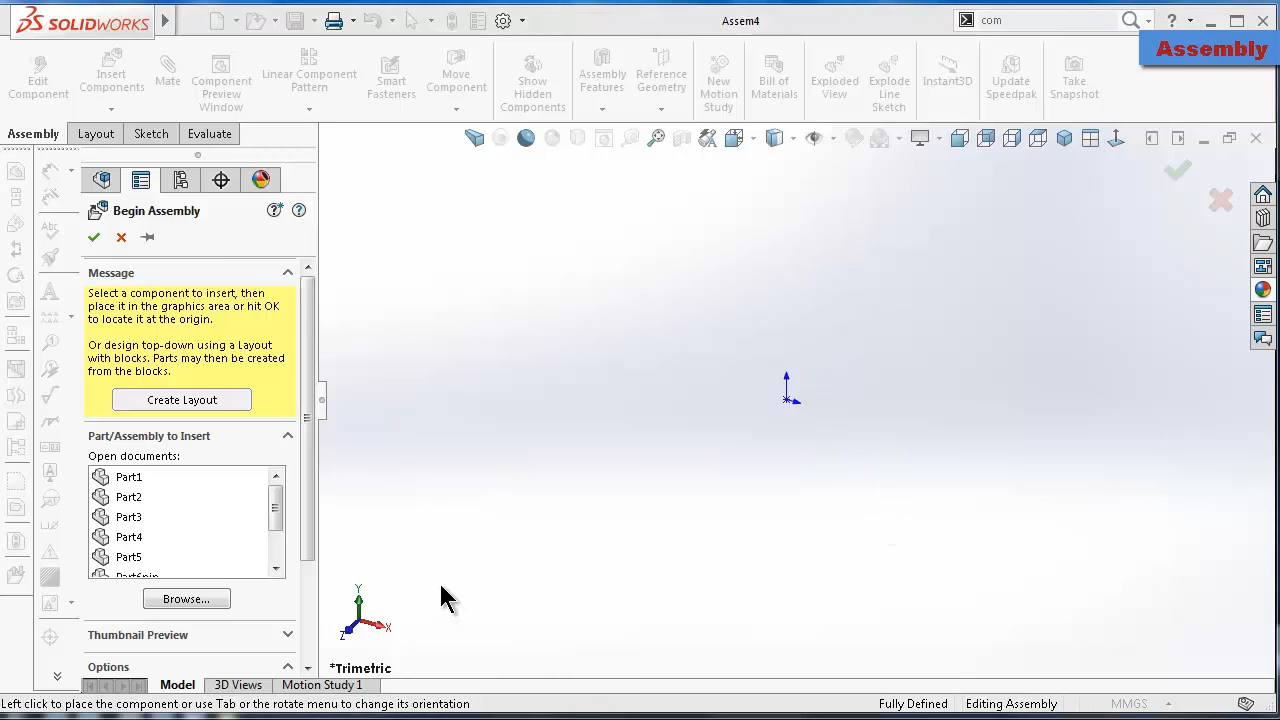 SOLIDWORKS
Assem4
com
Assembly
Edit Component
Insert Components
Mate
Component Preview Window
Linear Component Pattern
Smart Fasteners
Move Component
Show Hidden Components
Assembly Features
Reference Geometry
New Motion Study
Bill of Materials
Exploded View
Explode Line Sketch
Instant3D
Update Speedpak
Take Snapshot
Assembly
Layout
Sketch
Evaluate
Begin Assembly
Message
Select a component to insert, then
place it in the graphics area or hit OK
to locate it at the origin.
Or design top-down using a Layout
with blocks. Parts may then be created
from the blocks.
Create Layout
Part/Assembly to Insert
Open documents:
Part1
Part2
Part3
Part4
Part5
Part6pin
Browse...
Thumbnail Preview
Options
Y
X
Z
*Trimetric
Model
3D Views
Motion Study 1
Left click to place the component or use Tab or the rotate menu to change its orientation
Fully Defined
Editing Assembly
MMGS